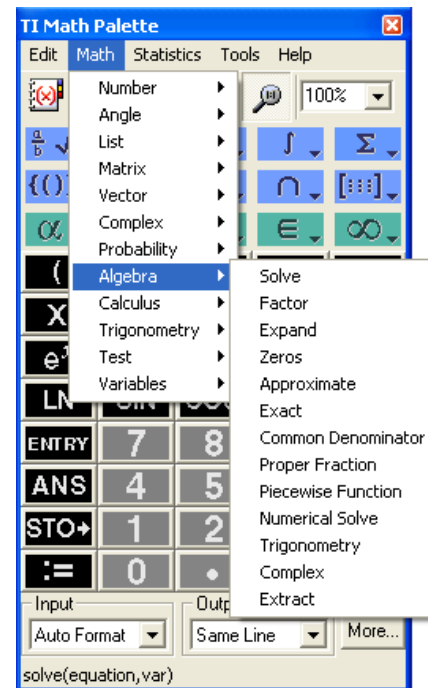 TI Math Palette
Edit Math Statistics Tools Help
Number
100%
Angle
List
Matrix
Vector
Complex
Probability
Algebra
Calculus
Trigonometry
Test
Variables
Solve
Factor
Expand
Zeros
Approximate
Exact
Common Denominator
Proper Fraction
Piecewise Function
Numerical Solve
Trigonometry
Complex
Extract
a/b √ ∫ Σ
{() ∩ [⁝⁝⁝]
α ∈ ∞
(
X
e
LN SIN
ENTRY 7 8
ANS 4 5
STO→ 1 2
:= 0 .
Input
Auto Format Same Line More...
solve(equation,var)